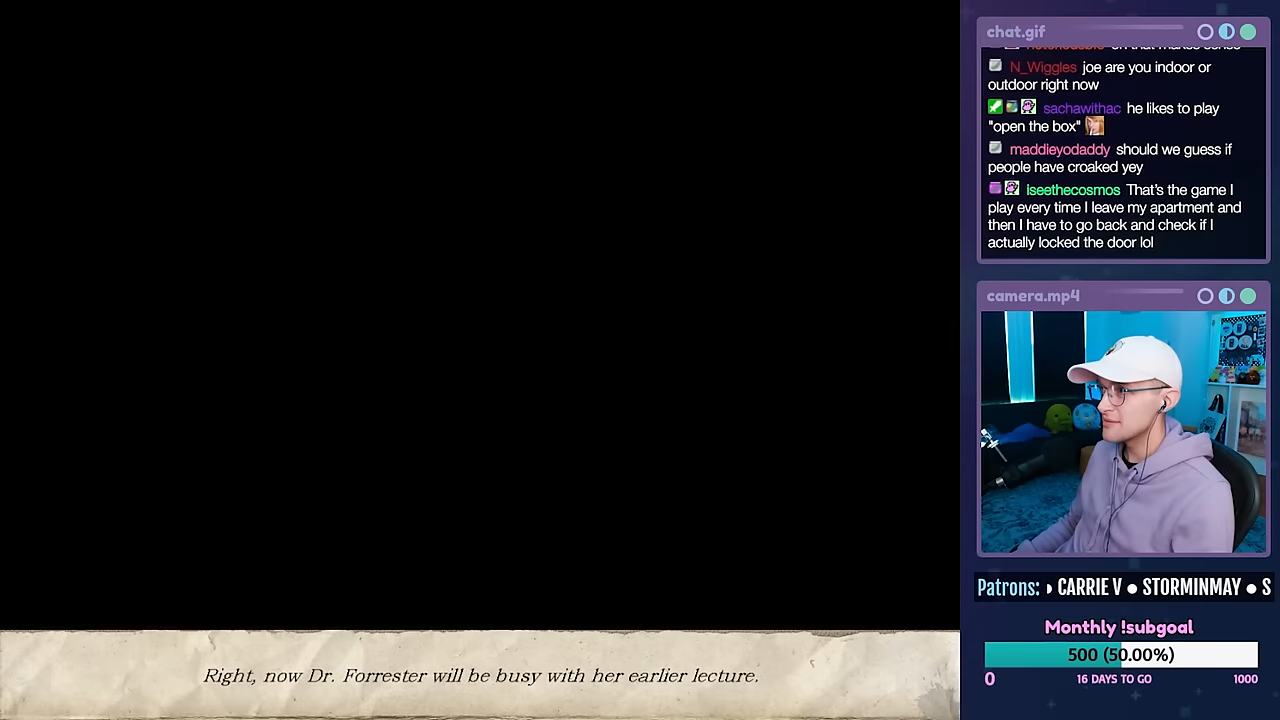 chat.gif
N_Wiggles joe are you indoor or
outdoor right now
sachawithac he likes to play
"open the box"
maddieyodaddy should we guess if
people have croaked yey
iseethecosmos That's the game I
play every time I leave my apartment and
then I have to go back and check if I
actually locked the door lol
camera.mp4
Patrons: CARRIE V ● STORMINMAY ● S
Monthly !subgoal
500 (50.00%)
0 16 DAYS TO GO 1000
Right, now Dr. Forrester will be busy with her earlier lecture.